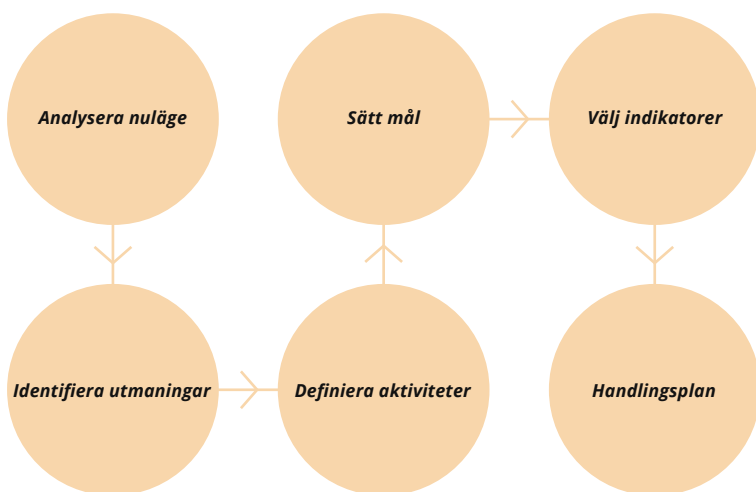 Analysera nuläge
Identifiera utmaningar
Definiera aktiviteter
Sätt mål
Välj indikatorer
Handlingsplan